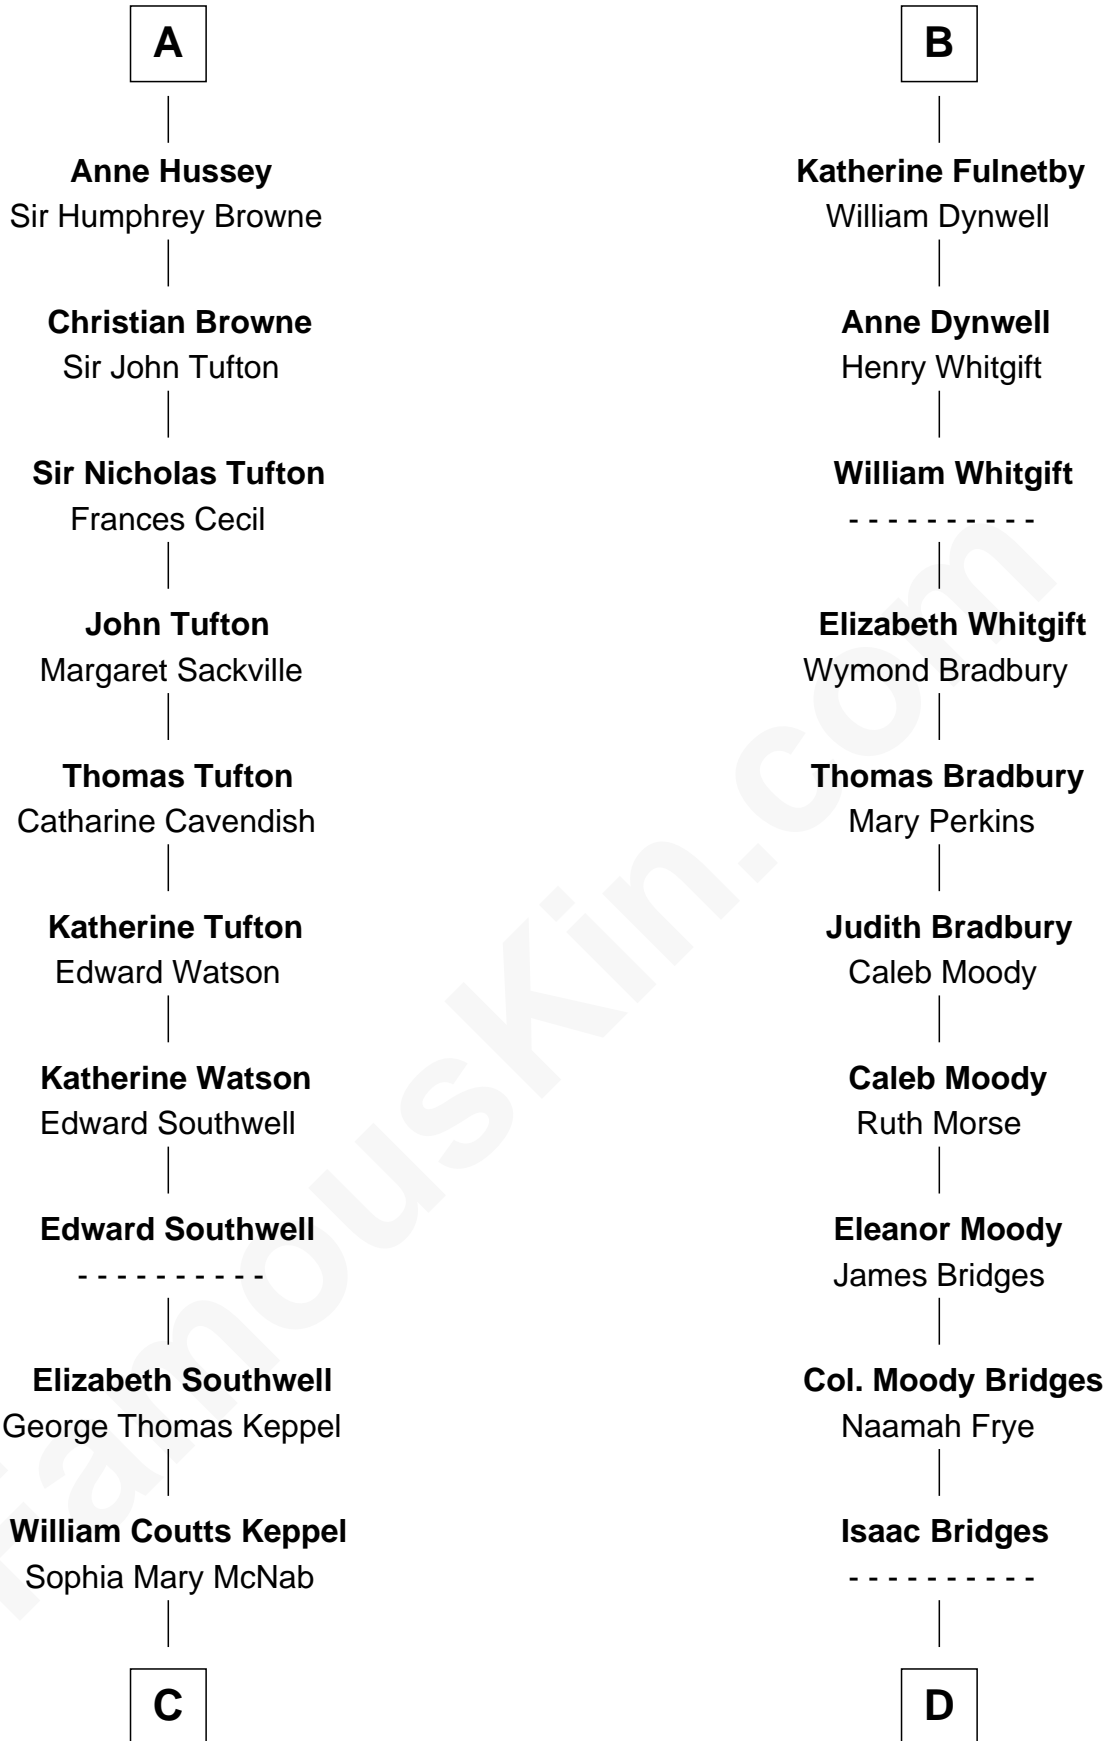 A
Anne Hussey
Sir Humphrey Browne
Christian Browne
Sir John Tufton
Sir Nicholas Tufton
Frances Cecil
John Tufton
Margaret Sackville
Thomas Tufton
Catharine Cavendish
Katherine Tufton
Edward Watson
Katherine Watson
Edward Southwell
Edward Southwell
- - - - - - - - - -
Elizabeth Southwell
George Thomas Keppel
William Coutts Keppel
Sophia Mary McNab
C
B
Katherine Fulnetby
William Dynwell
Anne Dynwell
Henry Whitgift
William Whitgift
- - - - - - - - - -
Elizabeth Whitgift
Wymond Bradbury
Thomas Bradbury
Mary Perkins
Judith Bradbury
Caleb Moody
Caleb Moody
Ruth Morse
Eleanor Moody
James Bridges
Col. Moody Bridges
Naamah Frye
Isaac Bridges
- - - - - - - - - -
D
FamousKin.com